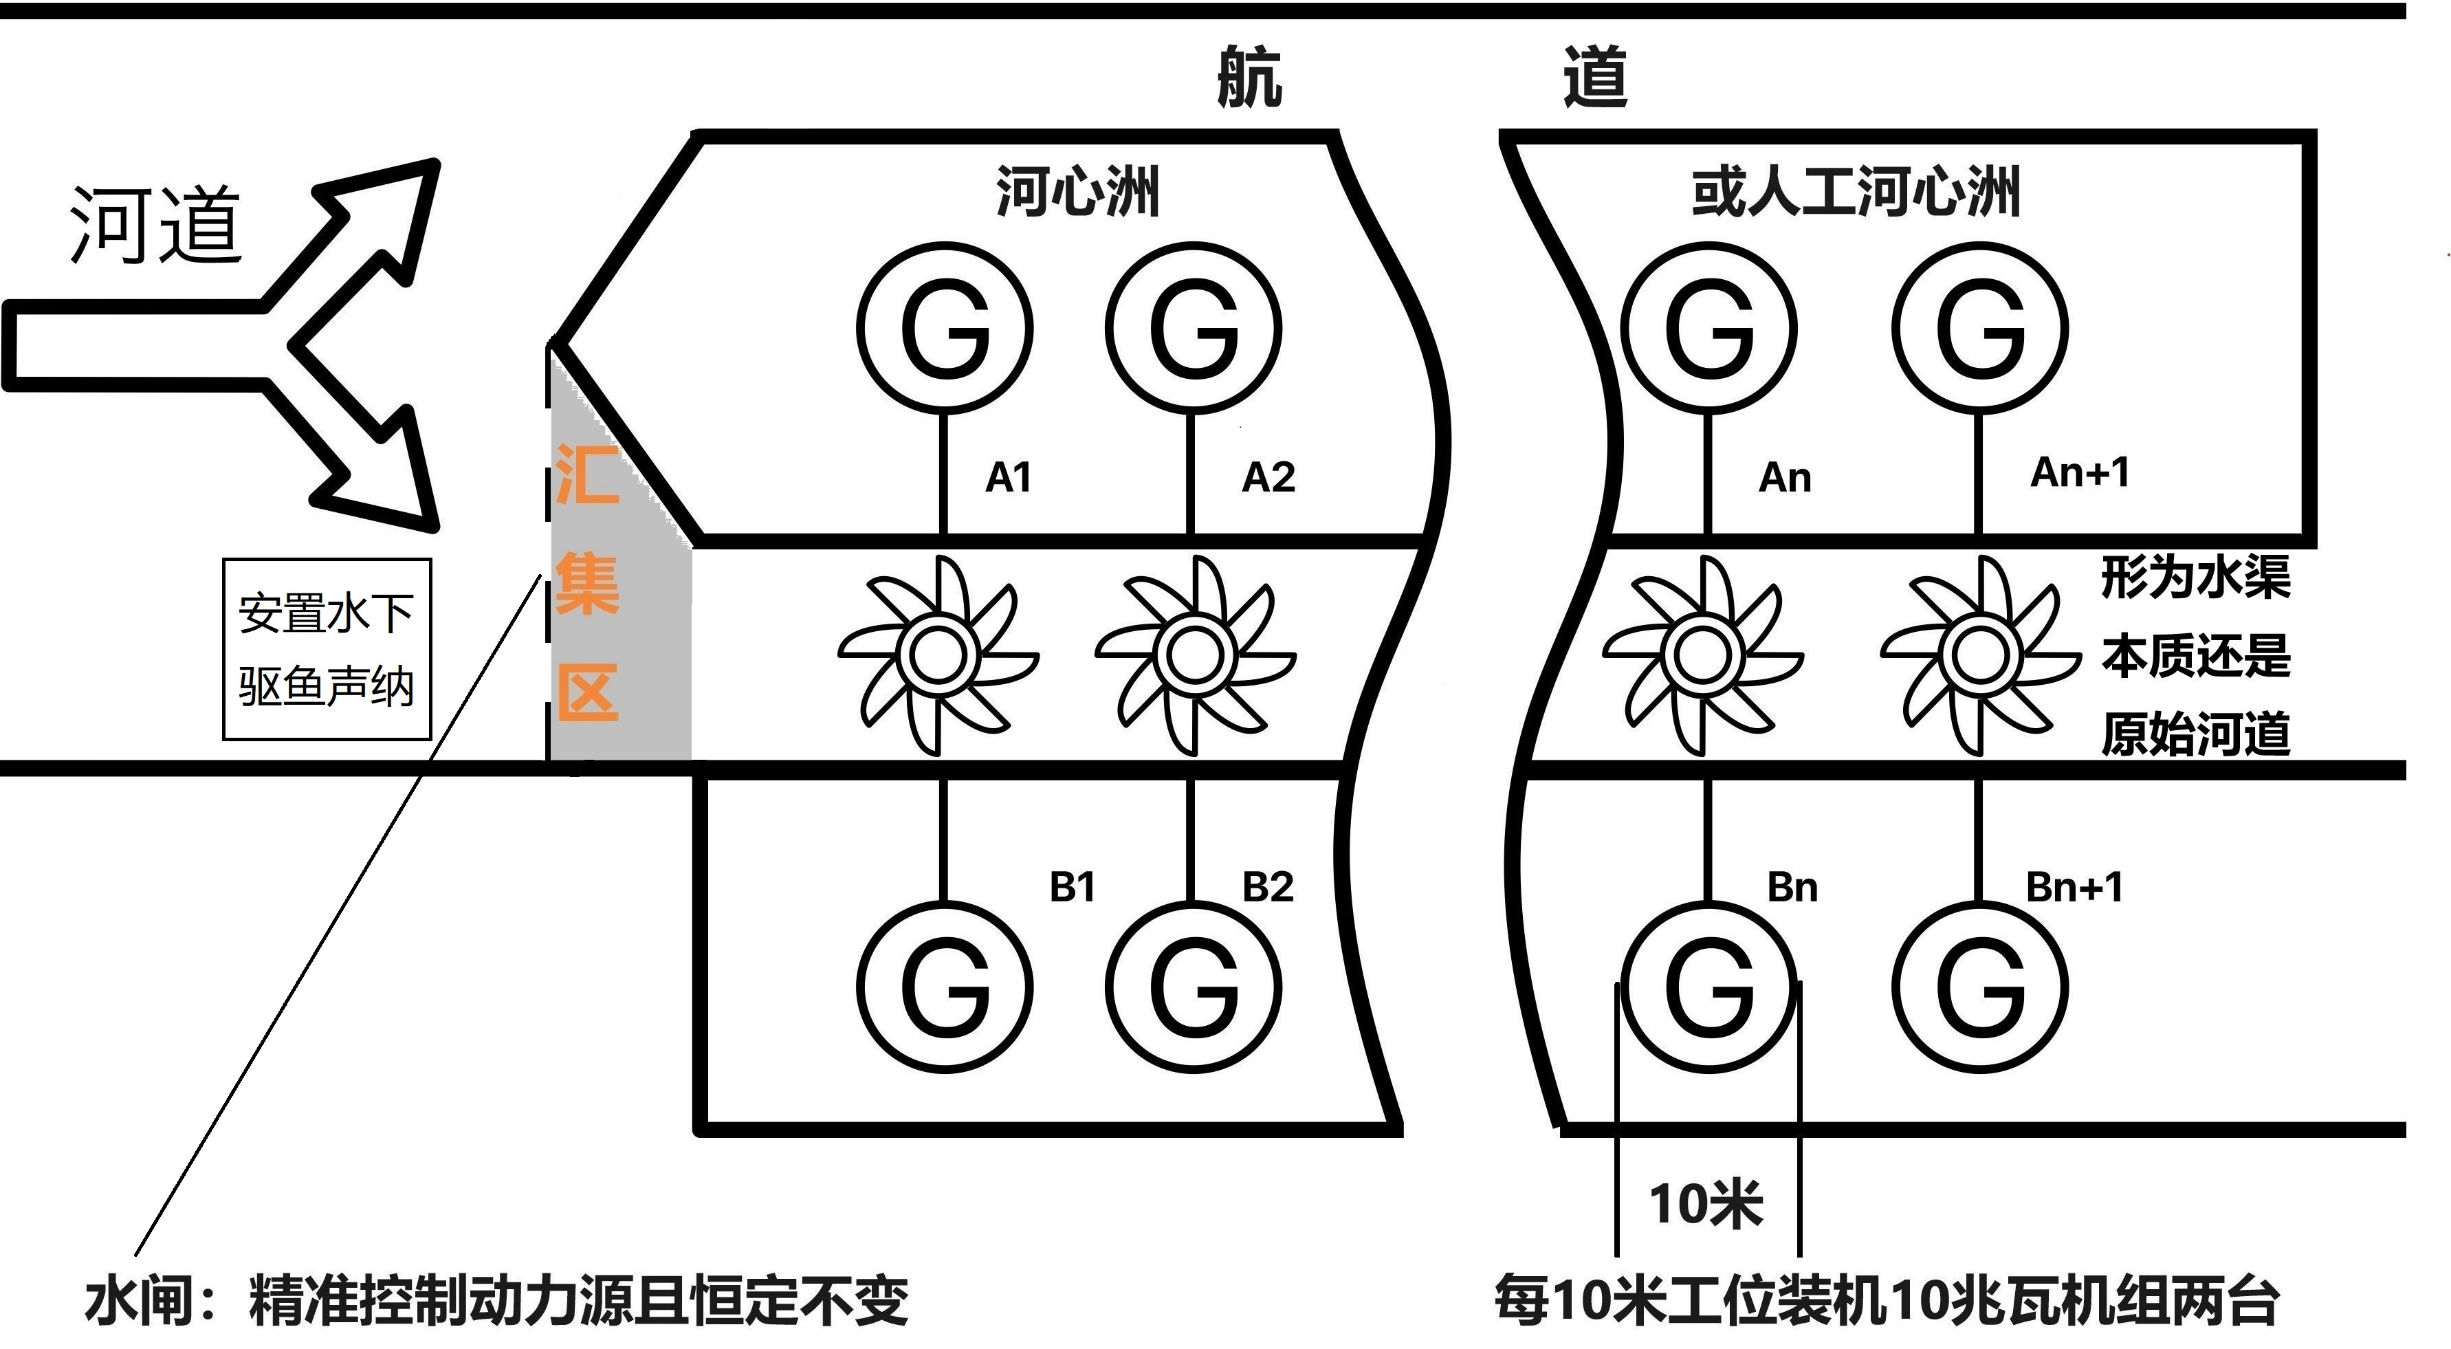 航 道
河心洲
或人工河心洲
河道
G
G
G
G
A1
A2
An
An+1
汇
集
区
安置水下
驱鱼声纳
形为水渠
本质还是
原始河道
B1
B2
Bn
Bn+1
G
G
G
G
10米
水闸：精准控制动力源且恒定不变
每10米工位装机10兆瓦机组两台